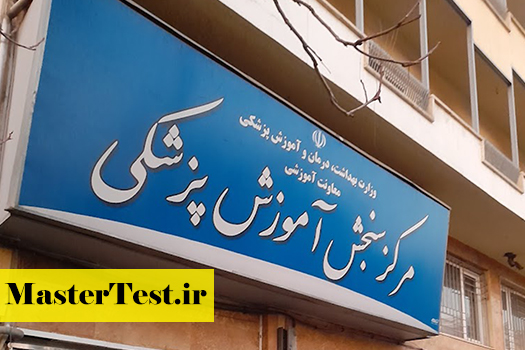 وزارت بهداشت، درمان و آموزش پزشکی
معاونت آموزشی
مرکز سنجش آموزش پزشکی
MasterTest.ir